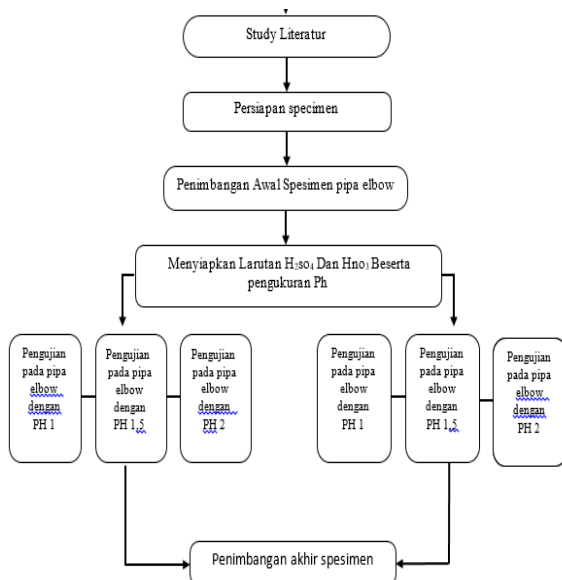 Study Literatur
Persiapan specimen
Penimbangan Awal Spesimen pipa elbow
Menyiapkan Larutan H₂so₄ Dan Hno₃ Beserta
pengukuran Ph
Pengujian
pada pipa
elbow
dengan
PH 1
Pengujian
pada pipa
elbow
dengan
PH 1,5
Pengujian
pada pipa
elbow
dengan
PH 2
Pengujian
pada pipa
elbow
dengan
PH 1
Pengujian
pada pipa
elbow
dengan
PH 1,5
Pengujian
pada pipa
elbow
dengan
PH 2
Penimbangan akhir spesimen